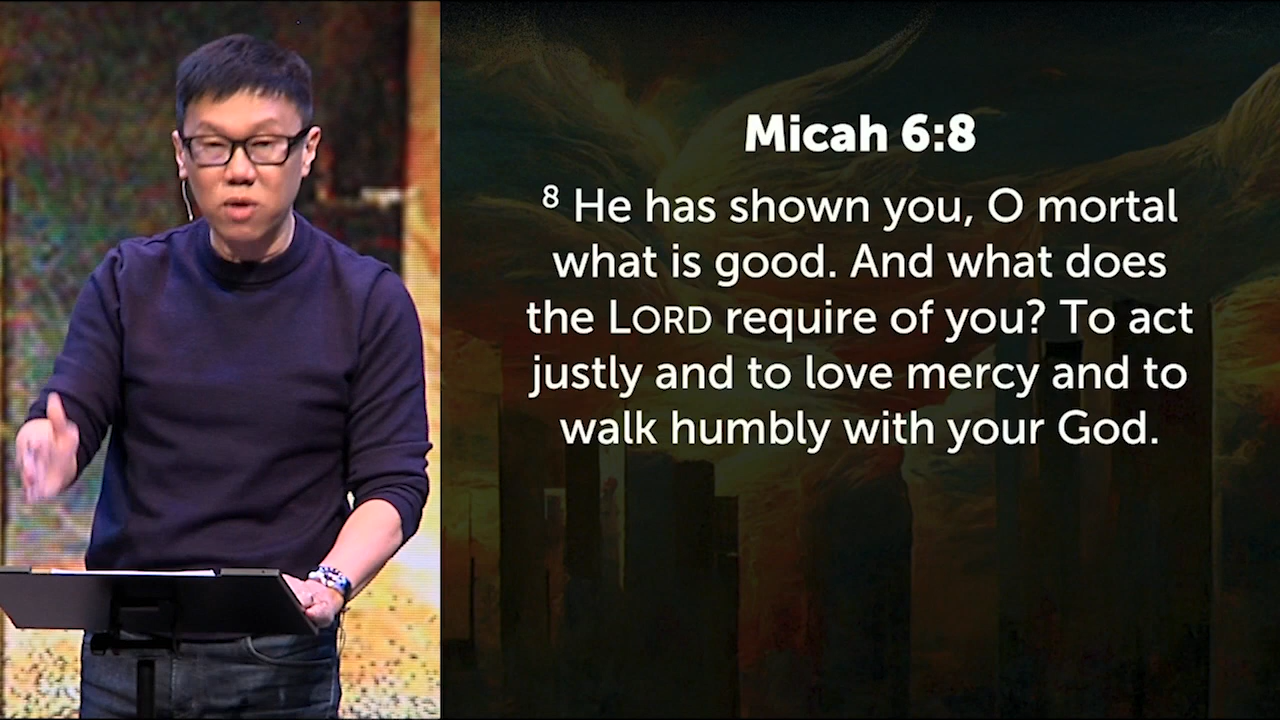 Micah 6:8
8 He has shown you, O mortal
what is good. And what does
the LORD require of you? To act
justly and to love mercy and to
walk humbly with your God.